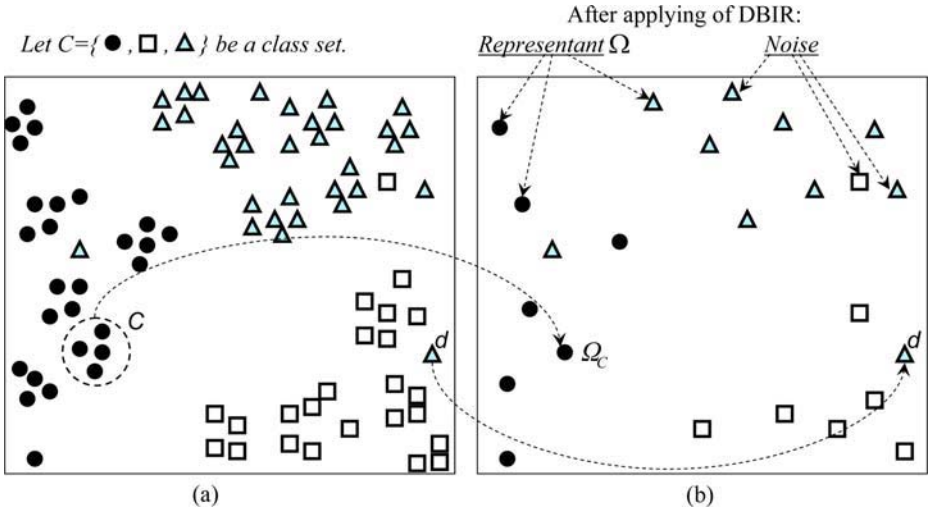 Let C={ ● , □ , △ } be a class set.
After applying of DBIR:
Representant Ω
Noise
C
d
Ω_C
d
(a)
(b)